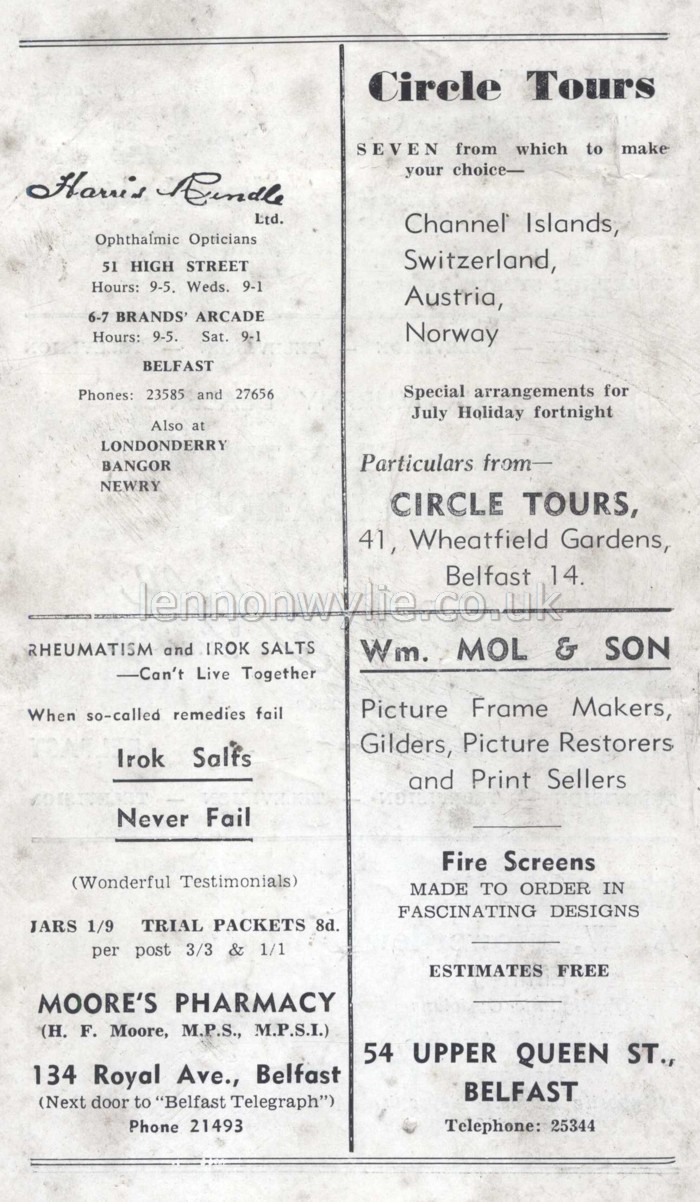 Harris Rundle
Ltd.
Ophthalmic Opticians
51 HIGH STREET
Hours: 9-5. Weds. 9-1
6-7 BRANDS' ARCADE
Hours: 9-5. Sat. 9-1
BELFAST
Phones: 23585 and 27656
Also at
LONDONDERRY
BANGOR
NEWRY
Circle Tours
SEVEN from which to make
your choice—
Channel Islands,
Switzerland,
Austria,
Norway
Special arrangements for
July Holiday fortnight
Particulars from—
CIRCLE TOURS,
41, Wheatfield Gardens,
Belfast 14.
lennonwylie.co.uk
RHEUMATISM and IROK SALTS
—Can't Live Together
When so-called remedies fail
Irok Salts
Never Fail
(Wonderful Testimonials)
JARS 1/9 TRIAL PACKETS 8d.
per post 3/3 & 1/1
MOORE'S PHARMACY
(H. F. Moore, M.P.S., M.P.S.I.)
134 Royal Ave., Belfast
(Next door to "Belfast Telegraph")
Phone 21493
Wm. MOL & SON
Picture Frame Makers,
Gilders, Picture Restorers
and Print Sellers
Fire Screens
MADE TO ORDER IN
FASCINATING DESIGNS
ESTIMATES FREE
54 UPPER QUEEN ST.,
BELFAST
Telephone: 25344